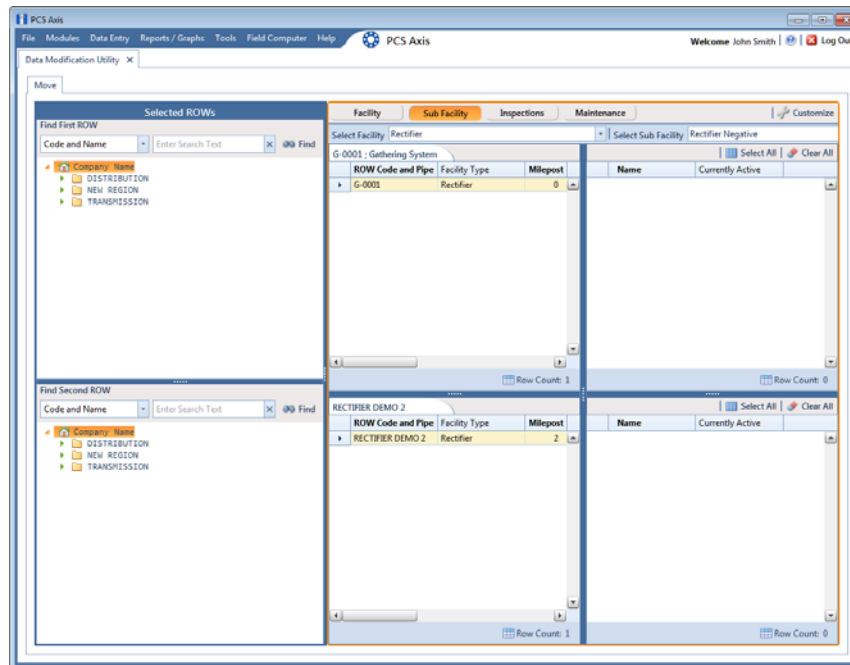 PCS Axis
File Modules Data Entry Reports / Graphs Tools Field Computer Help PCS Axis Welcome John Smith | Log Ou
Data Modification Utility
Move
Selected ROWs
Facility Sub Facility Inspections Maintenance Customize
Find First ROW
Select Facility Rectifier Select Sub Facility Rectifier Negative
Code and Name Enter Search Text Find
G-0001 ; Gathering System Select All Clear All
Company Name
ROW Code and Pipe Facility Type Milepost Name Currently Active
DISTRIBUTION
G-0001 Rectifier 0
NEW REGION
TRANSMISSION
Row Count: 1 Row Count: 0
Find Second ROW
Code and Name Enter Search Text Find
RECTIFIER DEMO 2 Select All Clear All
ROW Code and Pipe Facility Type Milepost Name Currently Active
Company Name
RECTIFIER DEMO 2 Rectifier 2
DISTRIBUTION
NEW REGION
TRANSMISSION
Row Count: 1 Row Count: 0